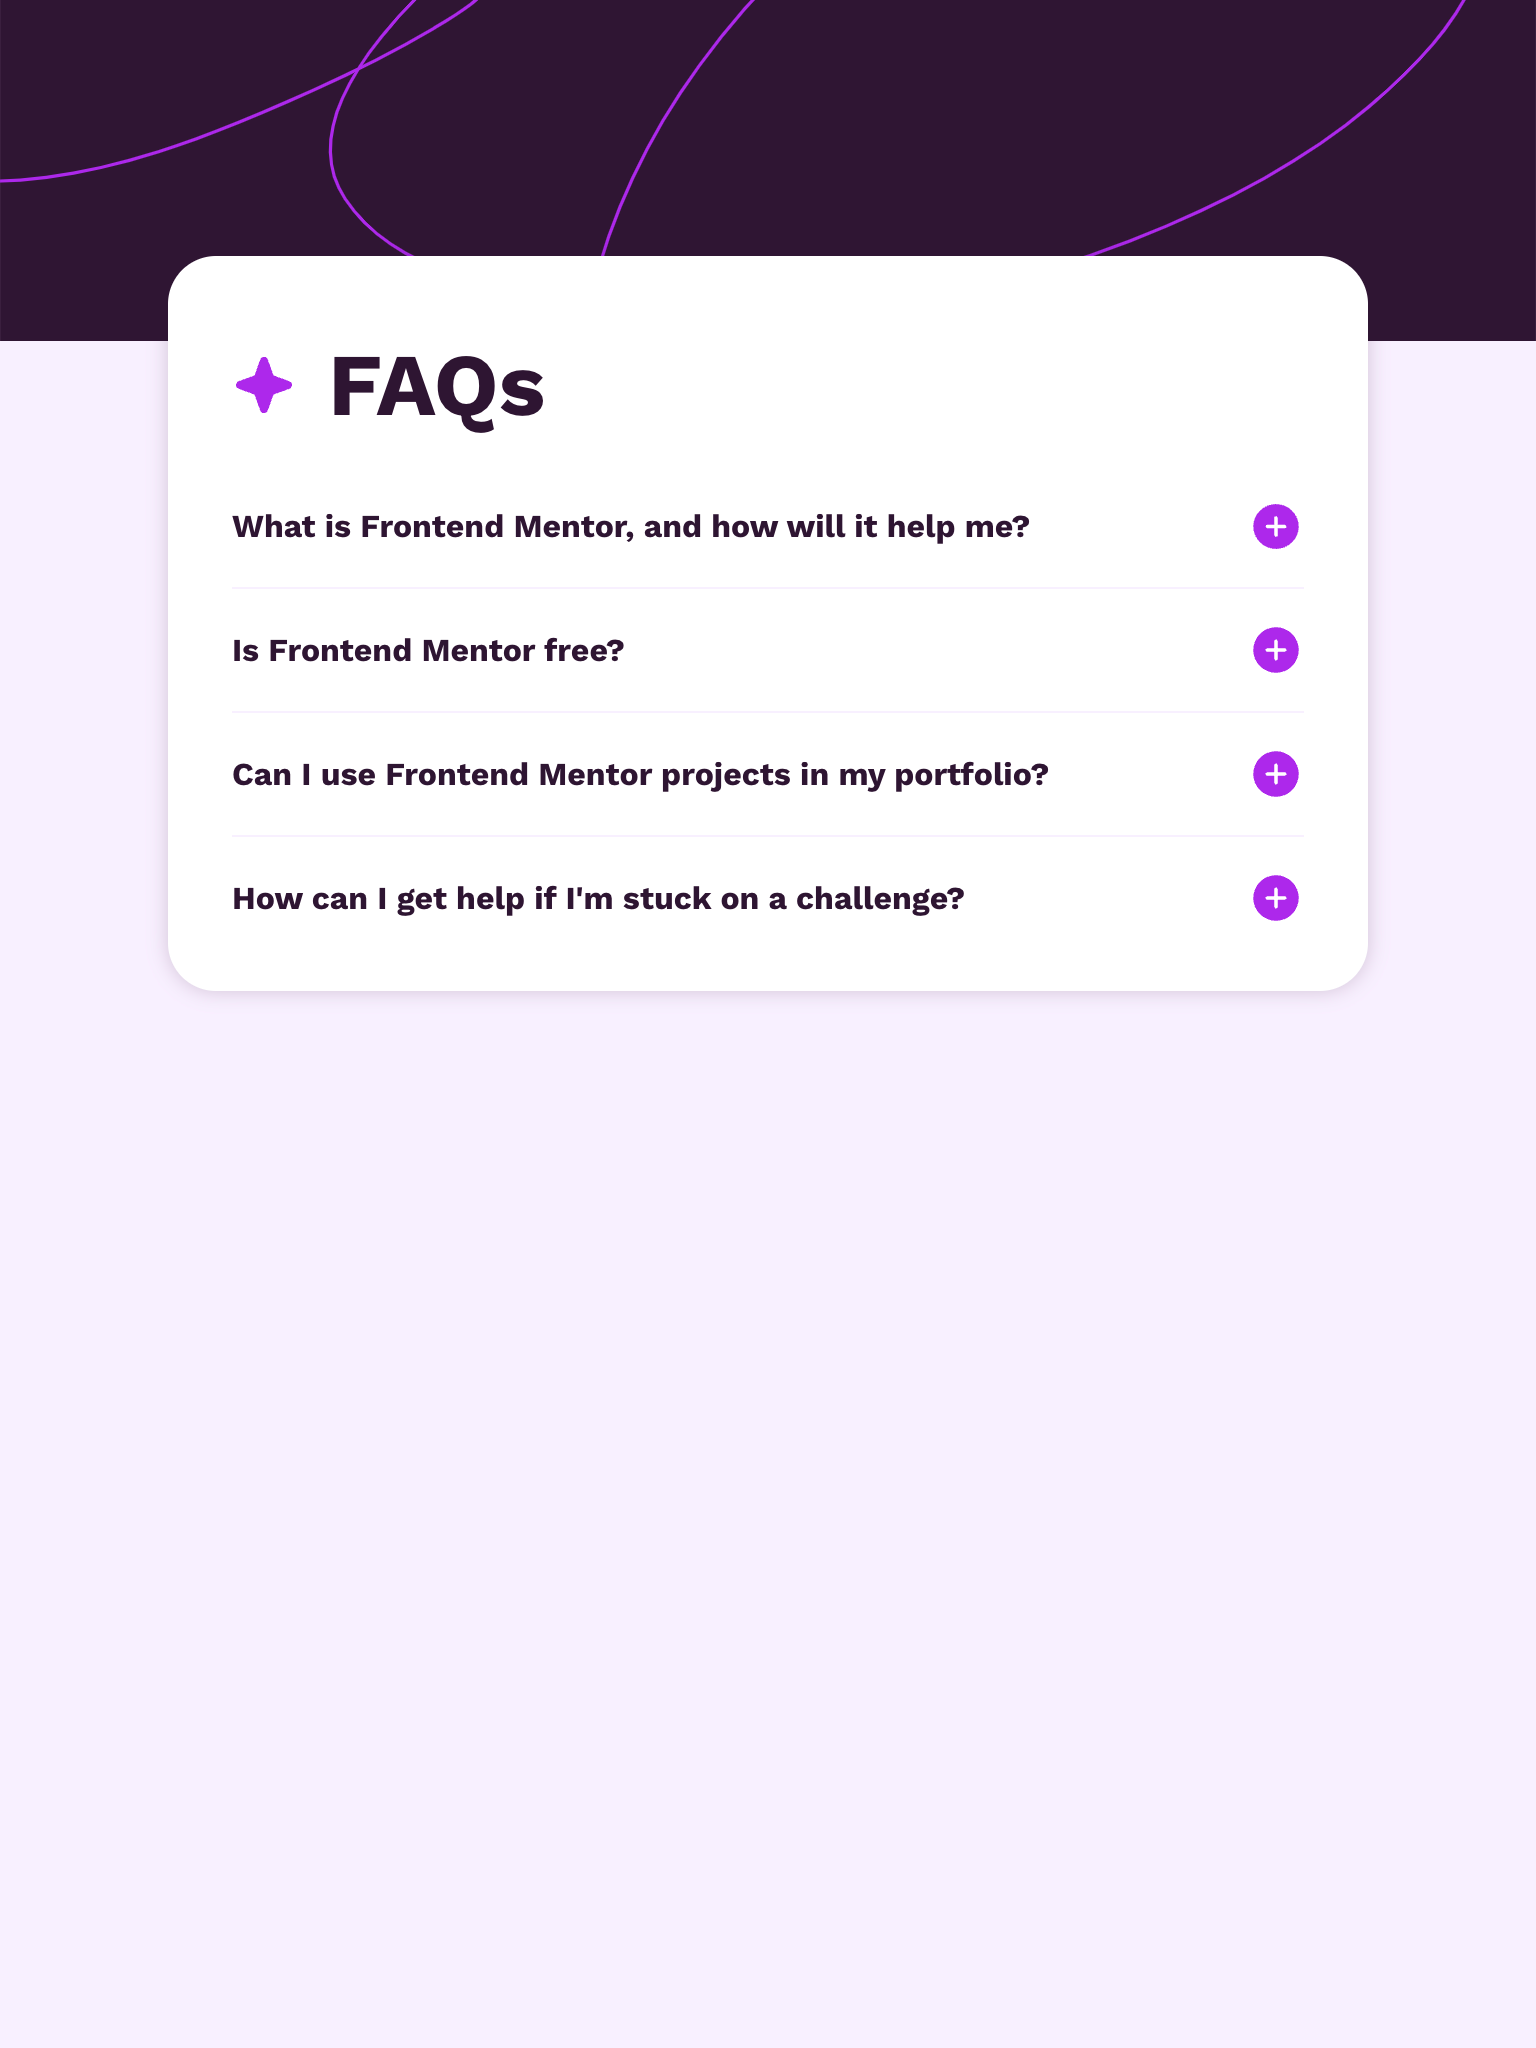 FAQs
What is Frontend Mentor, and how will it help me?
Is Frontend Mentor free?
Can I use Frontend Mentor projects in my portfolio?
How can I get help if I'm stuck on a challenge?